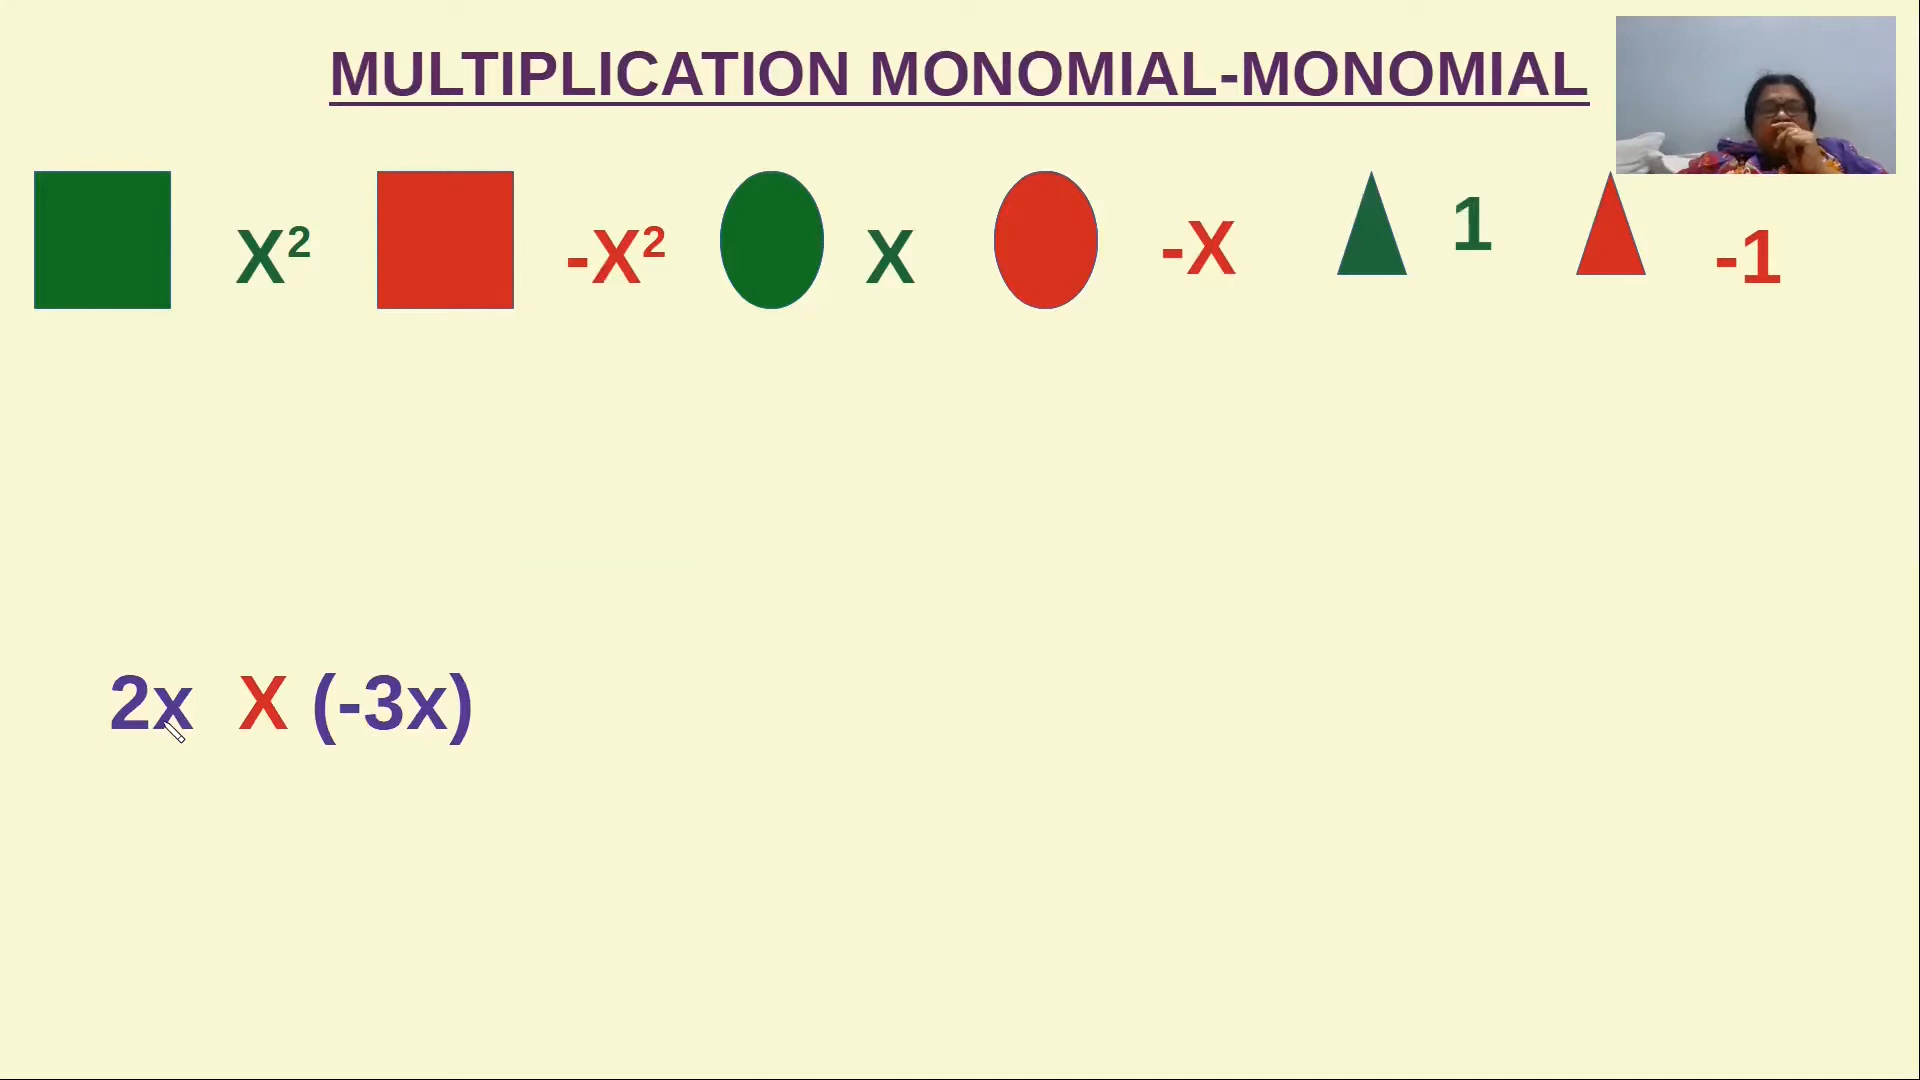 MULTIPLICATION MONOMIAL-MONOMIAL
X² -X² X -X 1 -1
2x X (-3x)